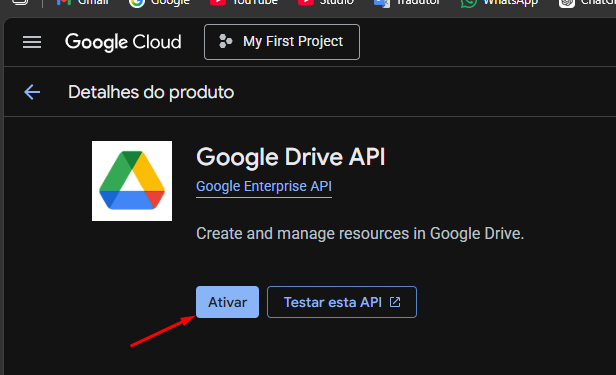 Gmail Google YouTube Studio Tradutor WhatsApp
Google Cloud My First Project
Detalhes do produto
Google Drive API
Google Enterprise API
Create and manage resources in Google Drive.
Ativar Testar esta API